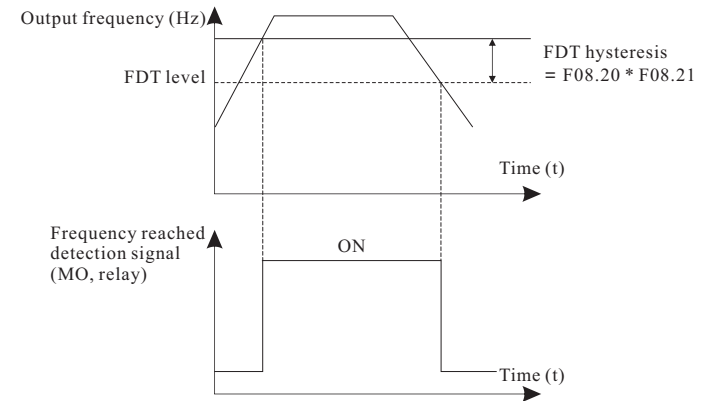 Output frequency (Hz)
FDT level
FDT hysteresis
= F08.20 * F08.21
Time (t)
Frequency reached
detection signal
(MO, relay)
ON
Time (t)